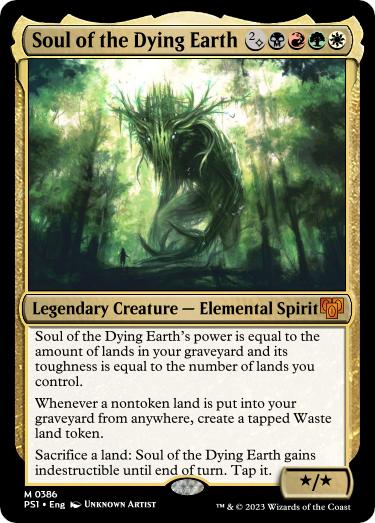 Soul of the Dying Earth 2
Legendary Creature — Elemental Spirit
Soul of the Dying Earth's power is equal to the
amount of lands in your graveyard and its
toughness is equal to the number of lands you
control.
Whenever a nontoken land is put into your
graveyard from anywhere, create a tapped Waste
land token.
Sacrifice a land: Soul of the Dying Earth gains
indestructible until end of turn. Tap it.
★/★
M 0386
PS1 • Eng Unknown Artist
™ & © 2023 Wizards of the Coast